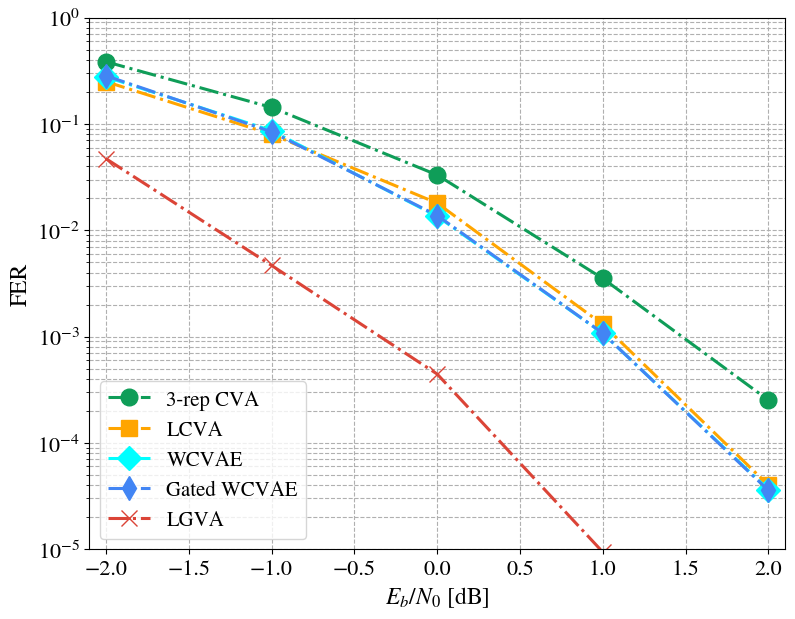 10⁰
10⁻¹
10⁻²
10⁻³
10⁻⁴
10⁻⁵
FER
3-rep CVA
LCVA
WCVAE
Gated WCVAE
LGVA
−2.0 −1.5 −1.0 −0.5 0.0 0.5 1.0 1.5 2.0
E_b/N_0 [dB]